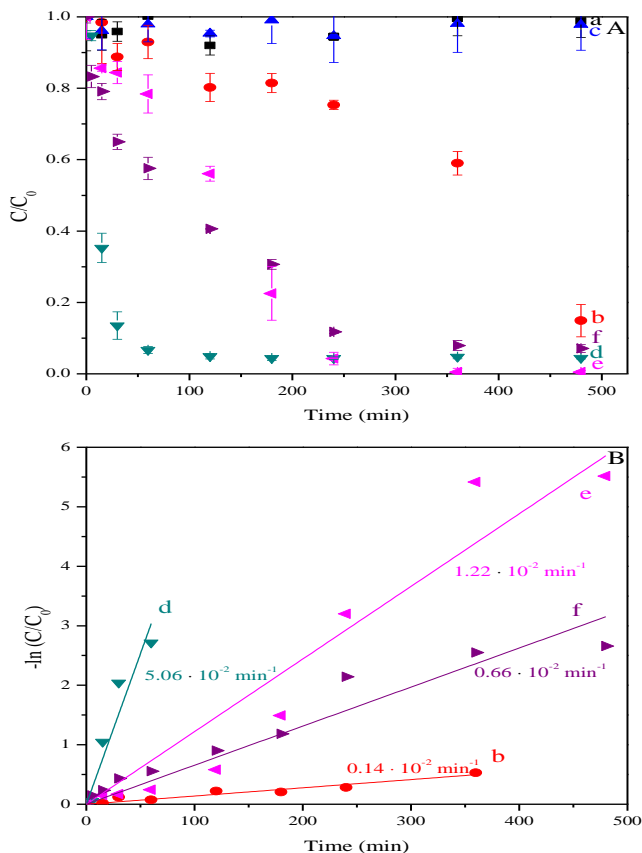 1.0
0.8
0.6
0.4
0.2
0.0
C/C₀
0
100
200
300
400
500
Time (min)
a
A
c
b
f
d
e
6
5
4
3
2
1
0
-ln (C/C₀)
0
100
200
300
400
500
Time (min)
B
e
d
f
b
1.22 · 10⁻² min⁻¹
5.06 · 10⁻² min⁻¹
0.66 · 10⁻² min⁻¹
0.14 · 10⁻² min⁻¹